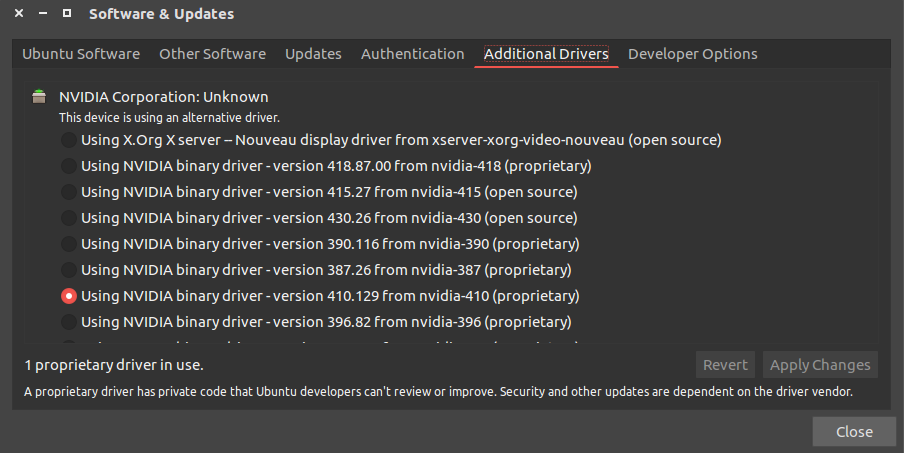 Software & Updates
Ubuntu Software Other Software Updates Authentication Additional Drivers Developer Options
NVIDIA Corporation: Unknown
This device is using an alternative driver.
Using X.Org X server -- Nouveau display driver from xserver-xorg-video-nouveau (open source)
Using NVIDIA binary driver - version 418.87.00 from nvidia-418 (proprietary)
Using NVIDIA binary driver - version 415.27 from nvidia-415 (open source)
Using NVIDIA binary driver - version 430.26 from nvidia-430 (open source)
Using NVIDIA binary driver - version 390.116 from nvidia-390 (proprietary)
Using NVIDIA binary driver - version 387.26 from nvidia-387 (proprietary)
Using NVIDIA binary driver - version 410.129 from nvidia-410 (proprietary)
Using NVIDIA binary driver - version 396.82 from nvidia-396 (proprietary)
1 proprietary driver in use.
Revert Apply Changes
A proprietary driver has private code that Ubuntu developers can't review or improve. Security and other updates are dependent on the driver vendor.
Close